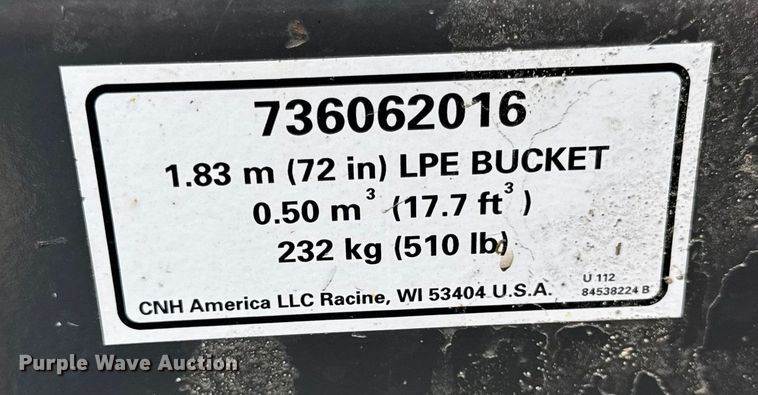 736062016
1.83 m (72 in) LPE BUCKET
0.50 m³ (17.7 ft³)
232 kg (510 lb)
U 112
CNH America LLC Racine, WI 53404 U.S.A. 84538224 B
Purple Wave Auction